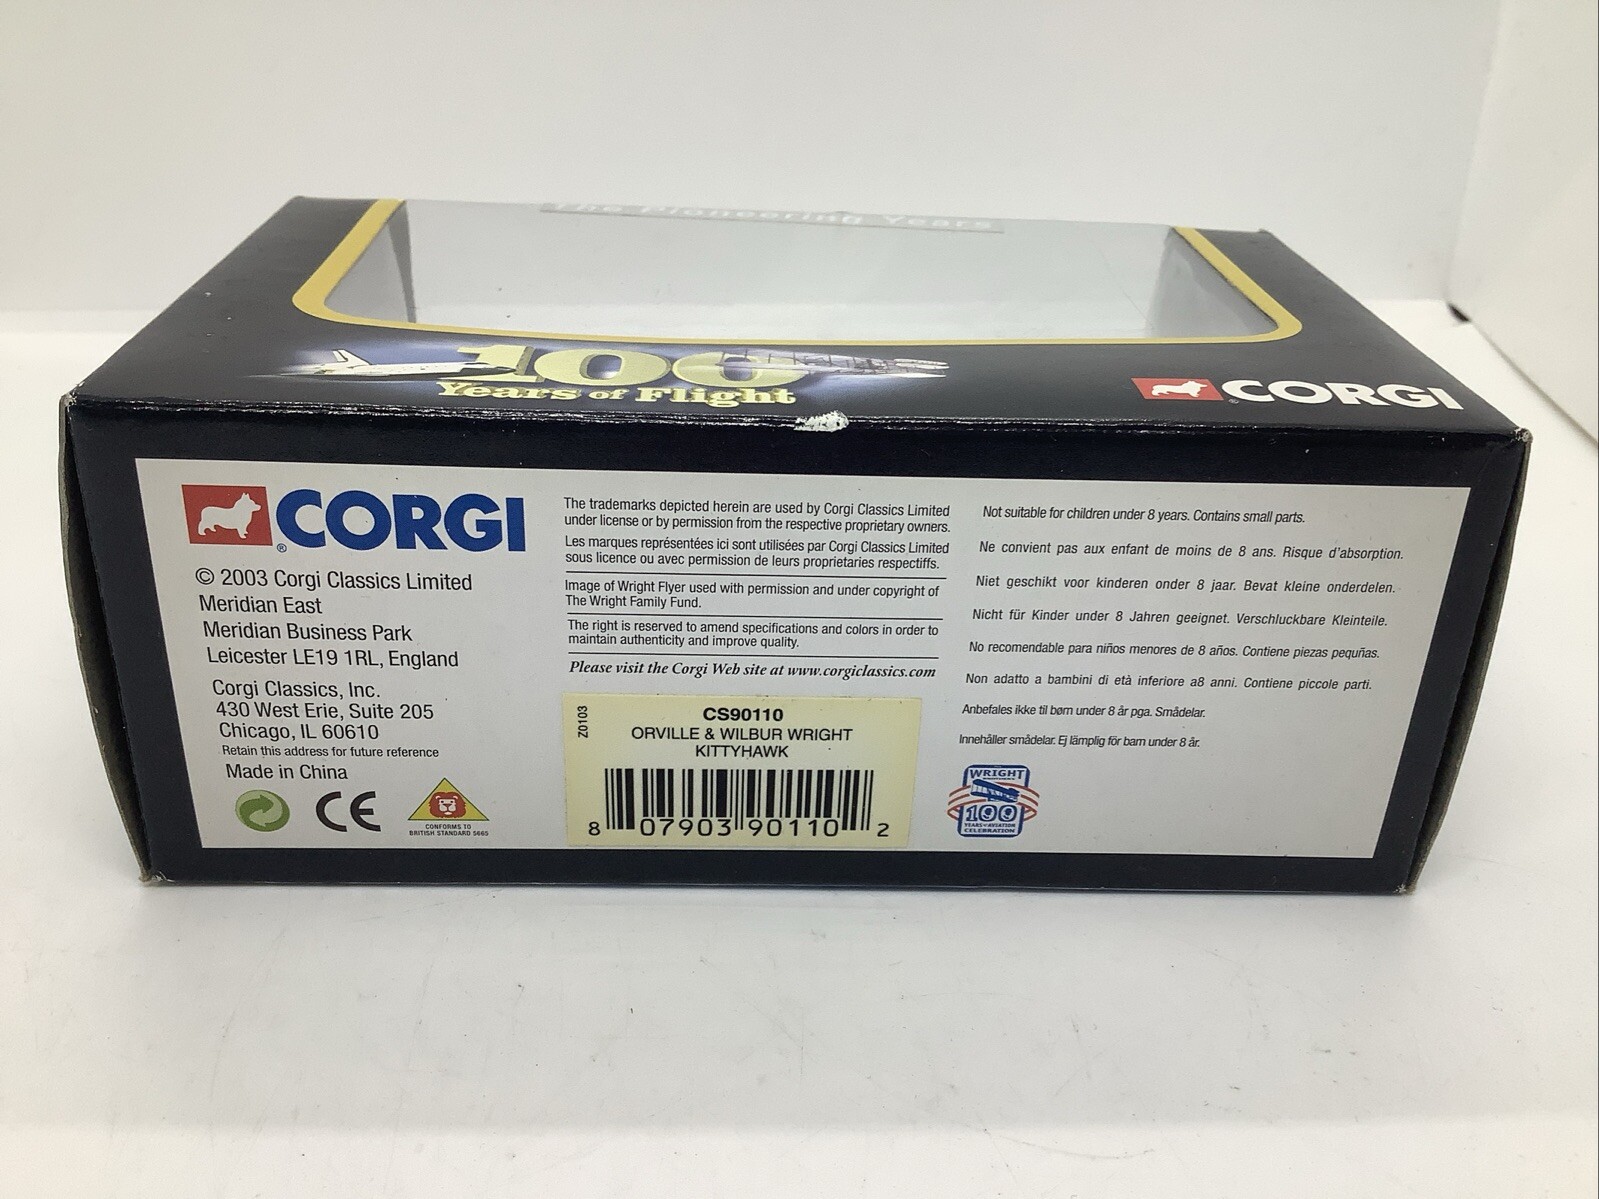 The Pioneering Years
100
Years of Flight
CORGI
CORGI
© 2003 Corgi Classics Limited
Meridian East
Meridian Business Park
Leicester LE19 1RL, England
Corgi Classics, Inc.
430 West Erie, Suite 205
Chicago, IL 60610
Retain this address for future reference
Made in China
CE
CONFORMS TO
BRITISH STANDARD 5665
The trademarks depicted herein are used by Corgi Classics Limited
under license or by permission from the respective proprietary owners.
Les marques représentées ici sont utilisées par Corgi Classics Limited
sous licence ou avec permission de leurs proprietaries respectiffs.
Image of Wright Flyer used with permission and under copyright of
The Wright Family Fund.
The right is reserved to amend specifications and colors in order to
maintain authenticity and improve quality.
Please visit the Corgi Web site at www.corgiclassics.com
Z0103
CS90110
ORVILLE & WILBUR WRIGHT
KITTYHAWK
8 07903 90110 2
Not suitable for children under 8 years. Contains small parts.
Ne convient pas aux enfant de moins de 8 ans. Risque d'absorption.
Niet geschikt voor kinderen onder 8 jaar. Bevat kleine onderdelen.
Nicht für Kinder under 8 Jahren geeignet. Verschluckbare Kleinteile.
No recomendable para niños menores de 8 años. Contiene piezas pequñas.
Non adatto a bambini di età inferiore a8 anni. Contiene piccole parti.
Anbefales ikke til børn under 8 år pga. Smådelar.
Innehåller smådelar. Ej lämplig för barn under 8 år.
WRIGHT
100
YEARS of AVIATION
CELEBRATION